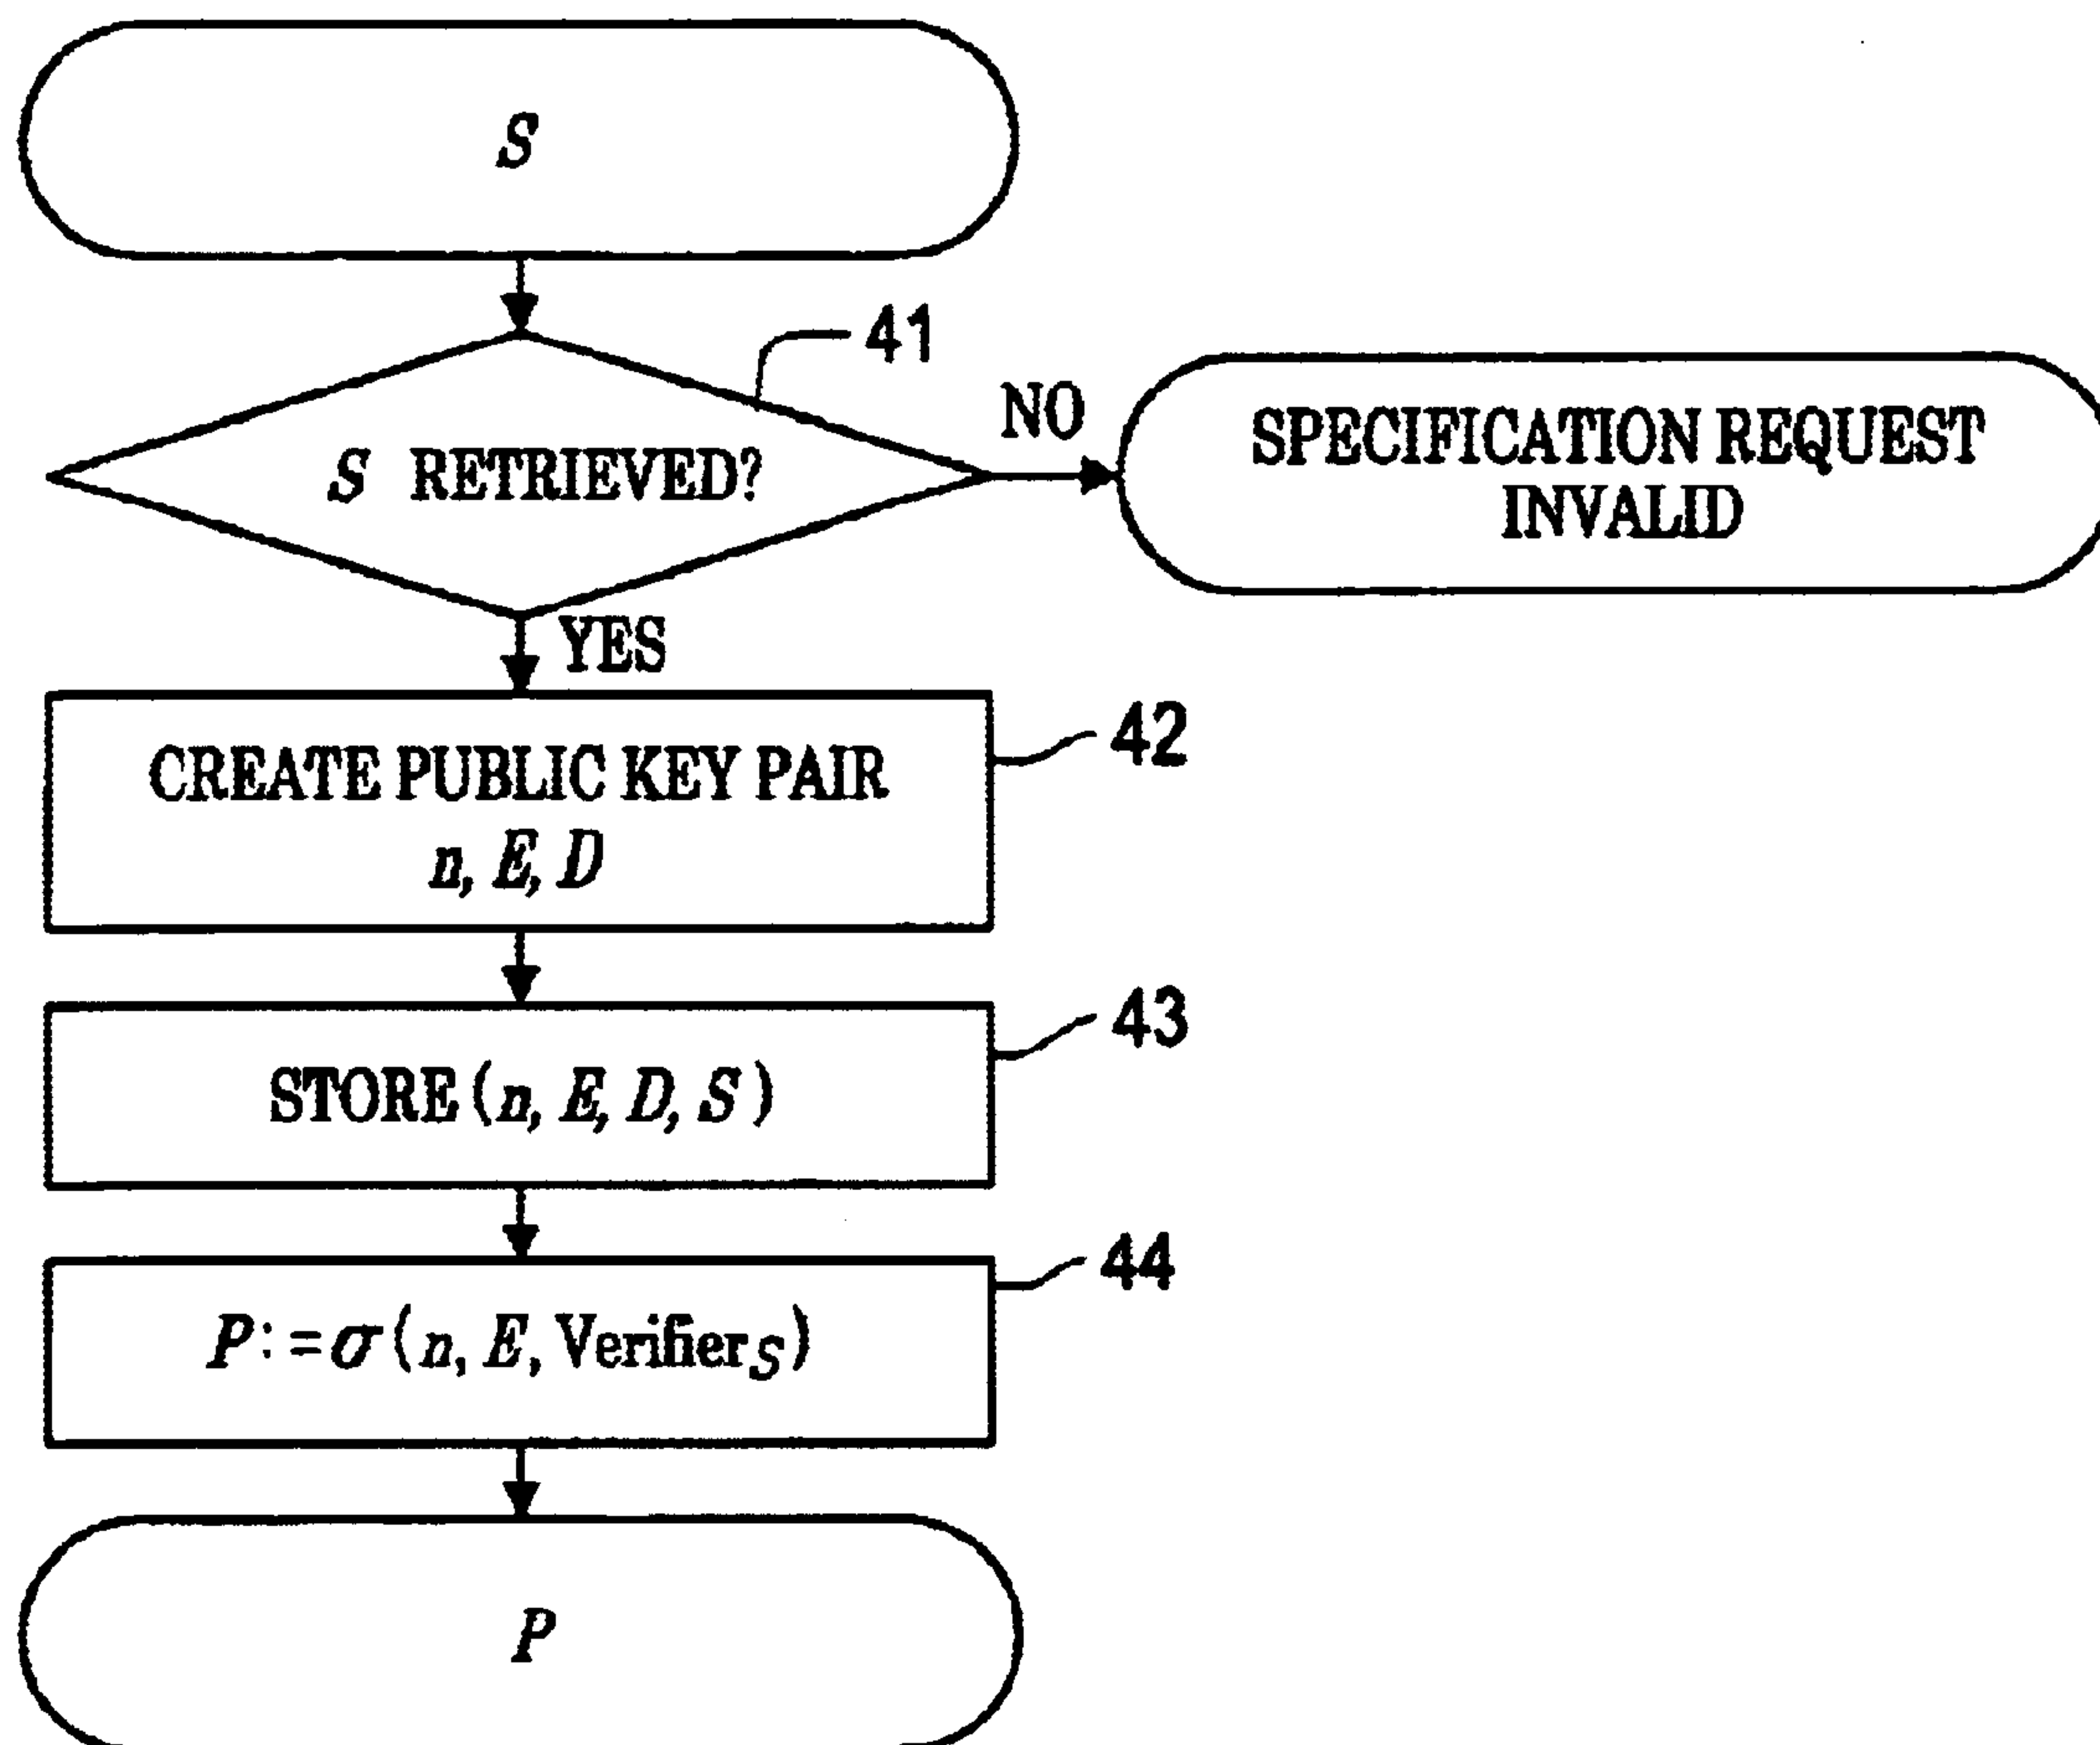 S
41
S RETRIEVED?
NO
SPECIFICATION REQUEST
INVALID
YES
42
CREATE PUBLIC KEY PAIR
n, E, D
43
STORE (n, E, D, S)
44
P:=σ(n, E, Verifier_S)
P